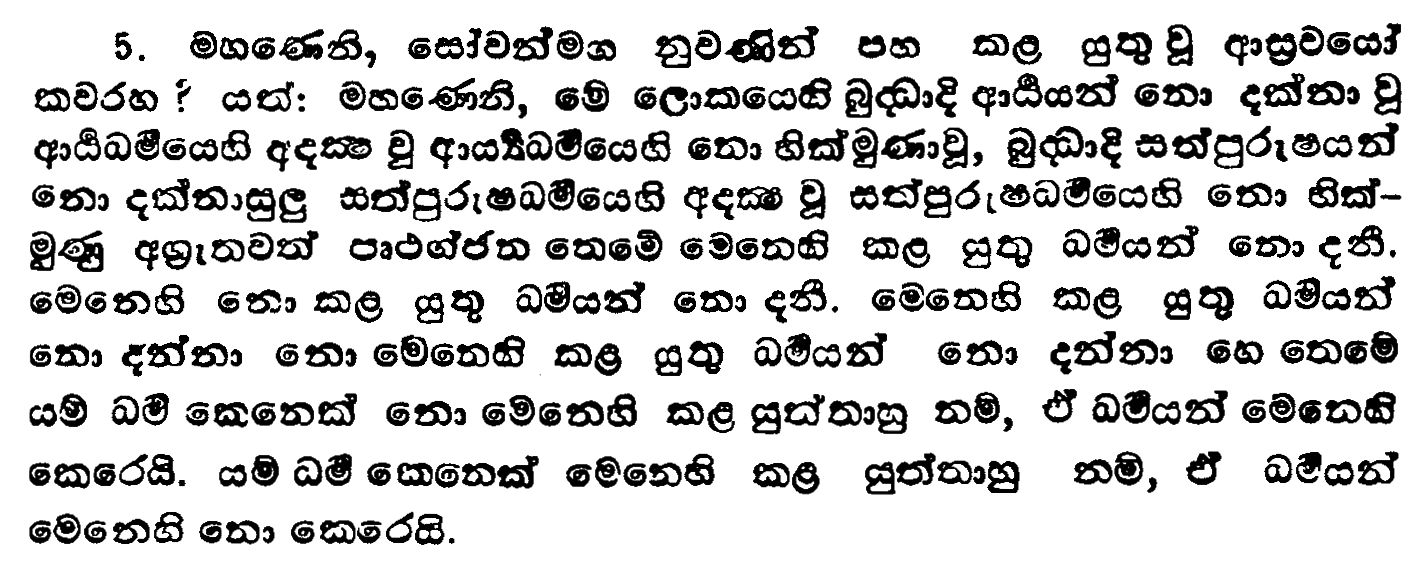 5. මහණෙනි, සෝවන්මග නුවණින් පහ කළ යුතු වූ ආස්‍රවයෝ
කවරහ ? යත්: මහණෙනි, මේ ලොකයෙහි බුද්ධාදි ආර්‍ය්‍යයන් නො දක්නා වූ
ආර්‍ය්‍යධර්‍මයෙහි අදක්‍ෂ වූ ආර්‍ය්‍යධර්‍මයෙහි නො හික්මුණාවූ, බුද්ධාදි සත්පුරුෂයන්
නො දක්නාසුලු සත්පුරුෂධර්‍මයෙහි අදක්‍ෂ වූ සත්පුරුෂධර්‍මයෙහි නො හික්-
මුණු අශ්‍රුතවත් පෘථග්ජන තෙමේ මෙනෙහි කළ යුතු ධර්‍මයන් නො දනී.
මෙනෙහි නො කළ යුතු ධර්‍මයන් නො දනී. මෙනෙහි කළ යුතු ධර්‍මයන්
නො දන්නා නො මෙනෙහි කළ යුතු ධර්‍මයන් නො දන්නා හෙ තෙමේ
යම් ධර්‍ම කෙනෙක් නො මෙනෙහි කළ යුත්තාහු නම්, ඒ ධර්‍මයන් මෙනෙහි
කෙරෙයි. යම් ධර්‍ම කෙනෙක් මෙනෙහි කළ යුත්තාහු නම්, ඒ ධර්‍මයන්
මෙනෙහි නො කෙරෙයි.